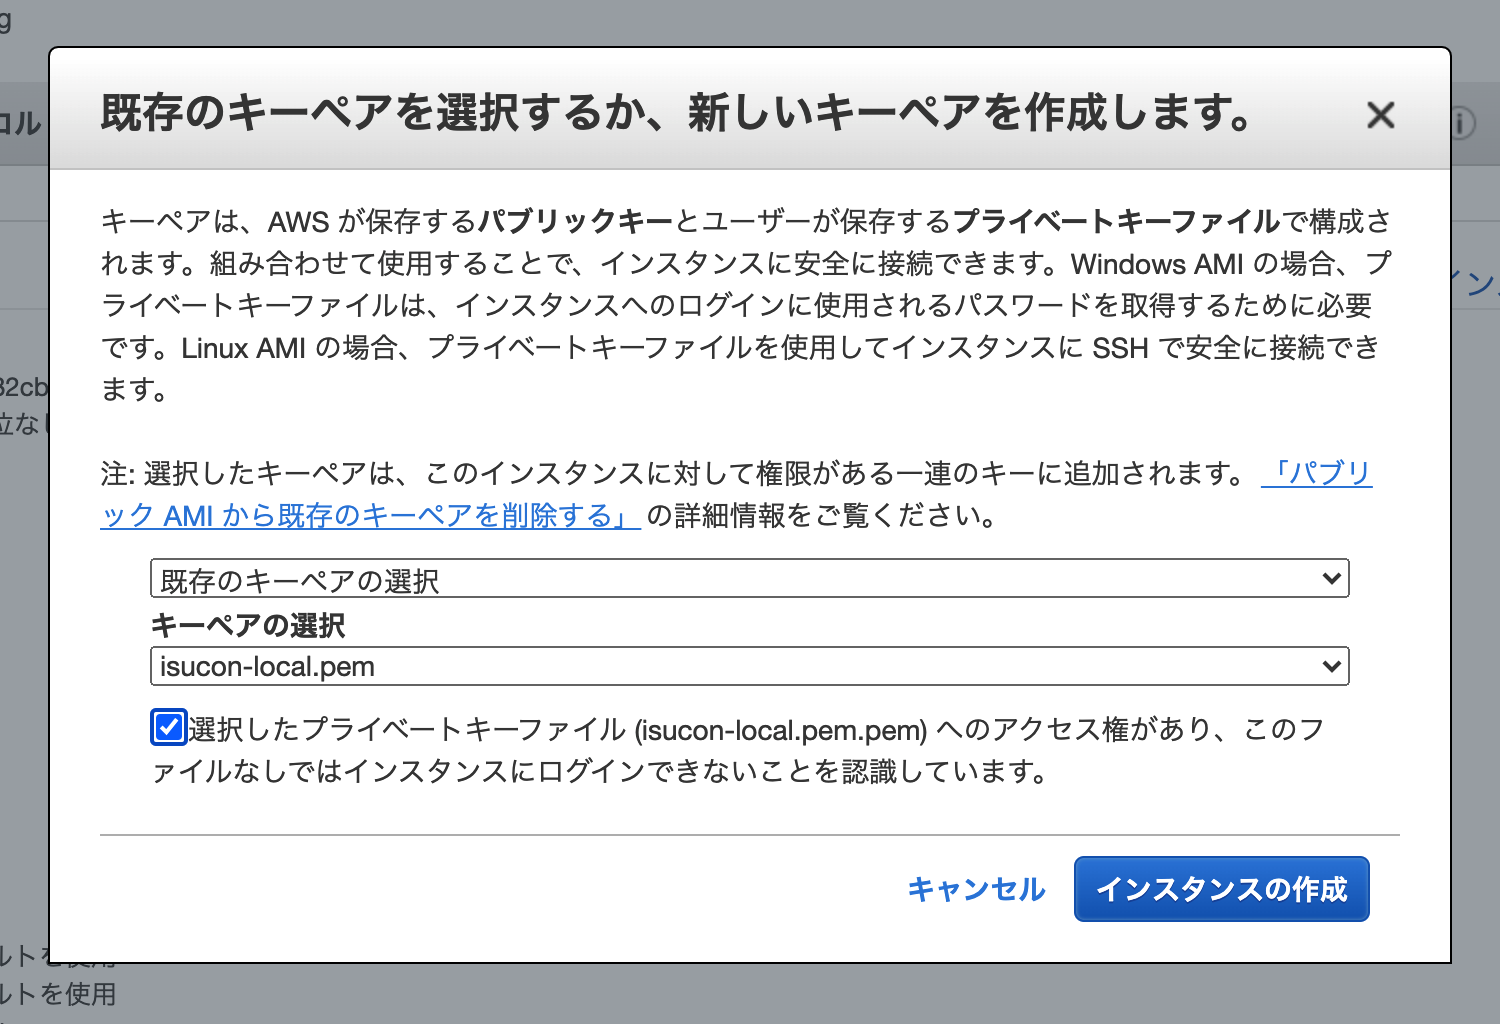 g
コル
既存のキーペアを選択するか、新しいキーペアを作成します。
キーペアは、AWS が保存するパブリックキーとユーザーが保存するプライベートキーファイルで構成さ
れます。組み合わせて使用することで、インスタンスに安全に接続できます。Windows AMI の場合、プ
ライベートキーファイルは、インスタンスへのログインに使用されるパスワードを取得するために必要
です。Linux AMI の場合、プライベートキーファイルを使用してインスタンスに SSH で安全に接続でき
ます。
32cb
位なし
注: 選択したキーペアは、このインスタンスに対して権限がある一連のキーに追加されます。 「パブリ
ック AMI から既存のキーペアを削除する」 の詳細情報をご覧ください。
既存のキーペアの選択
キーペアの選択
isucon-local.pem
選択したプライベートキーファイル (isucon-local.pem.pem) へのアクセス権があり、このフ
ァイルなしではインスタンスにログインできないことを認識しています。
キャンセル
インスタンスの作成
ルトを使用
ルトを使用